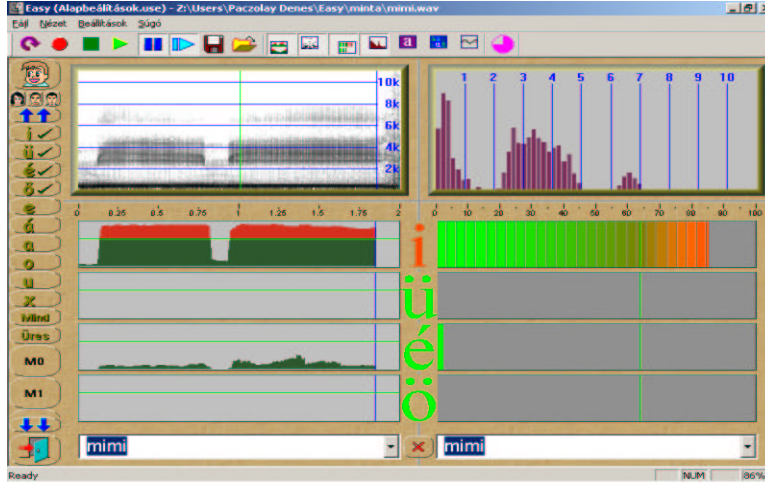 Easy (Alapbeállítások.use) - Z:\Users\Paczolay Denes\Easy\minta\mimi.wav
Fájl Nézet Beállítások Súgó
a
10k
8k
6k
4k
2k
1 2 3 4 5 6 7 8 9 10
i
ü
é
ő
e
á
a
o
u
x
Mind
Üres
M0
M1
0 0.25 0.5 0.75 1 1.25 1.5 1.75 2
0 10 20 30 40 50 60 70 80 90 100
i
ü
é
ö
mimi
mimi
Ready
NUM
86%